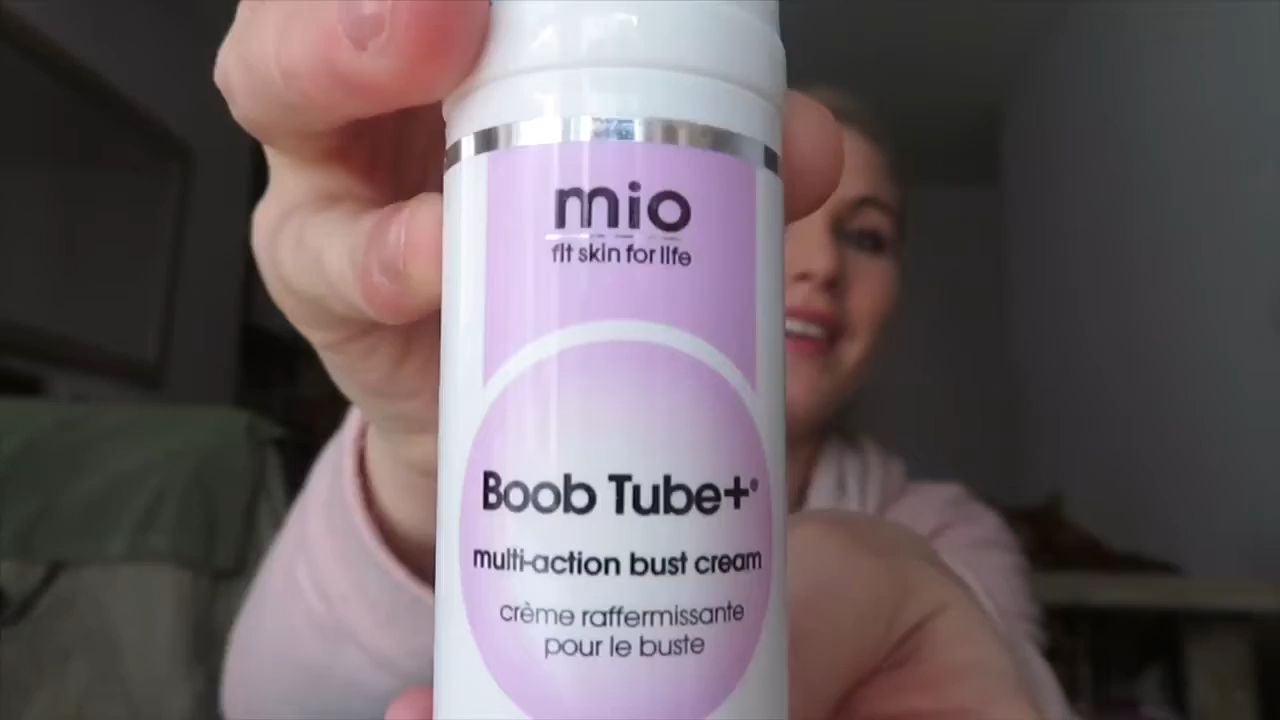 mio
fit skin for life
Boob Tube+®
multi-action bust cream
crème raffermissante
pour le buste